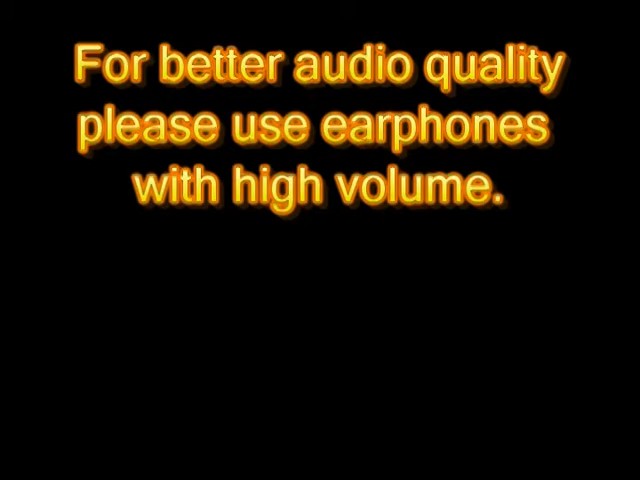 For better audio quality
please use earphones
with high volume.